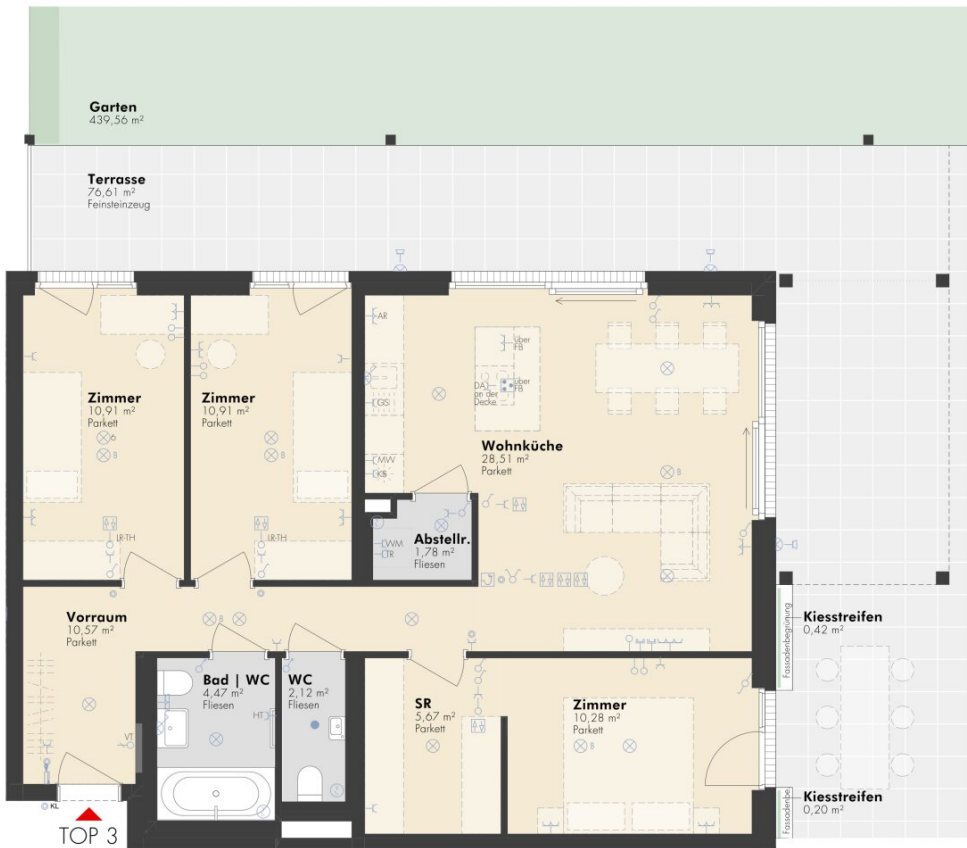 Garten
439,56 m²
Terrasse
76,61 m²
Feinsteinzeug
AR
über
FB
DA
an der
Decke.
über
FB
GS
Zimmer
10,91 m²
Parkett
6
B
Zimmer
10,91 m²
Parkett
B
Wohnküche
28,51 m²
Parkett
MW
KS
B
LR-TH
LR-TH
WM
TR
Abstellr.
1,78 m²
Fliesen
Vorraum
10,57 m²
Parkett
B
Fassadenbegrünung
Kiesstreifen
0,42 m²
Bad | WC
4,47 m²
Fliesen
HT
WC
2,12 m²
Fliesen
SR
5,67 m²
Parkett
Zimmer
10,28 m²
Parkett
B
VT
KL
Fassadenbe
Kiesstreifen
0,20 m²
TOP 3